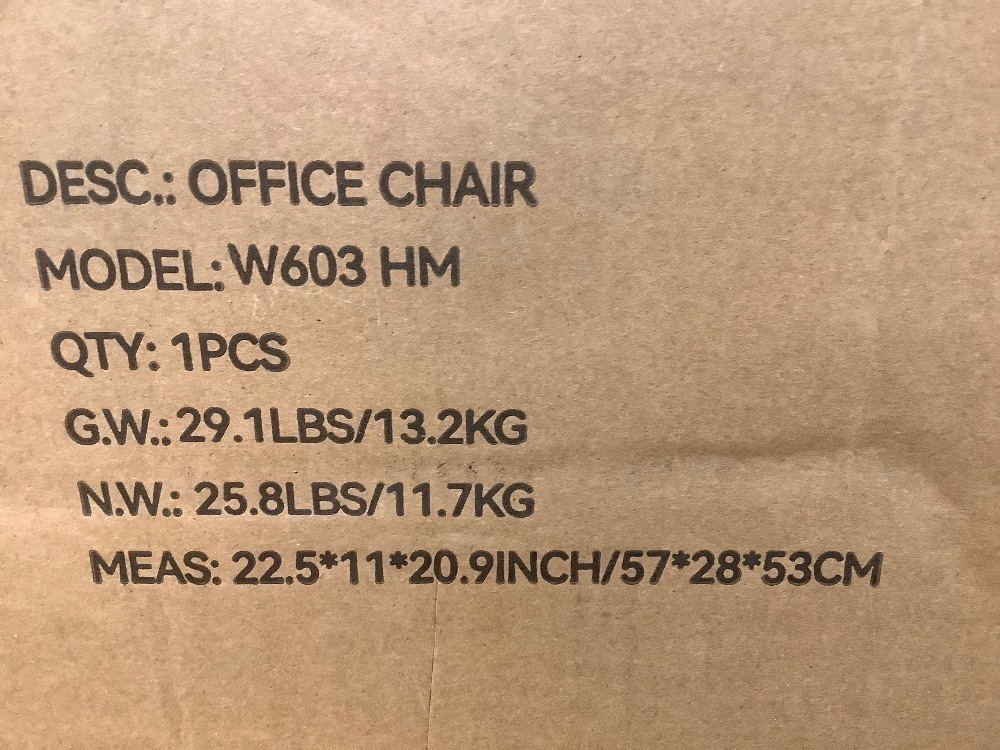 DESC.: OFFICE CHAIR
MODEL: W603 HM
QTY: 1PCS
G.W.: 29.1LBS/13.2KG
N.W.: 25.8LBS/11.7KG
MEAS: 22.5*11*20.9INCH/57*28*53CM